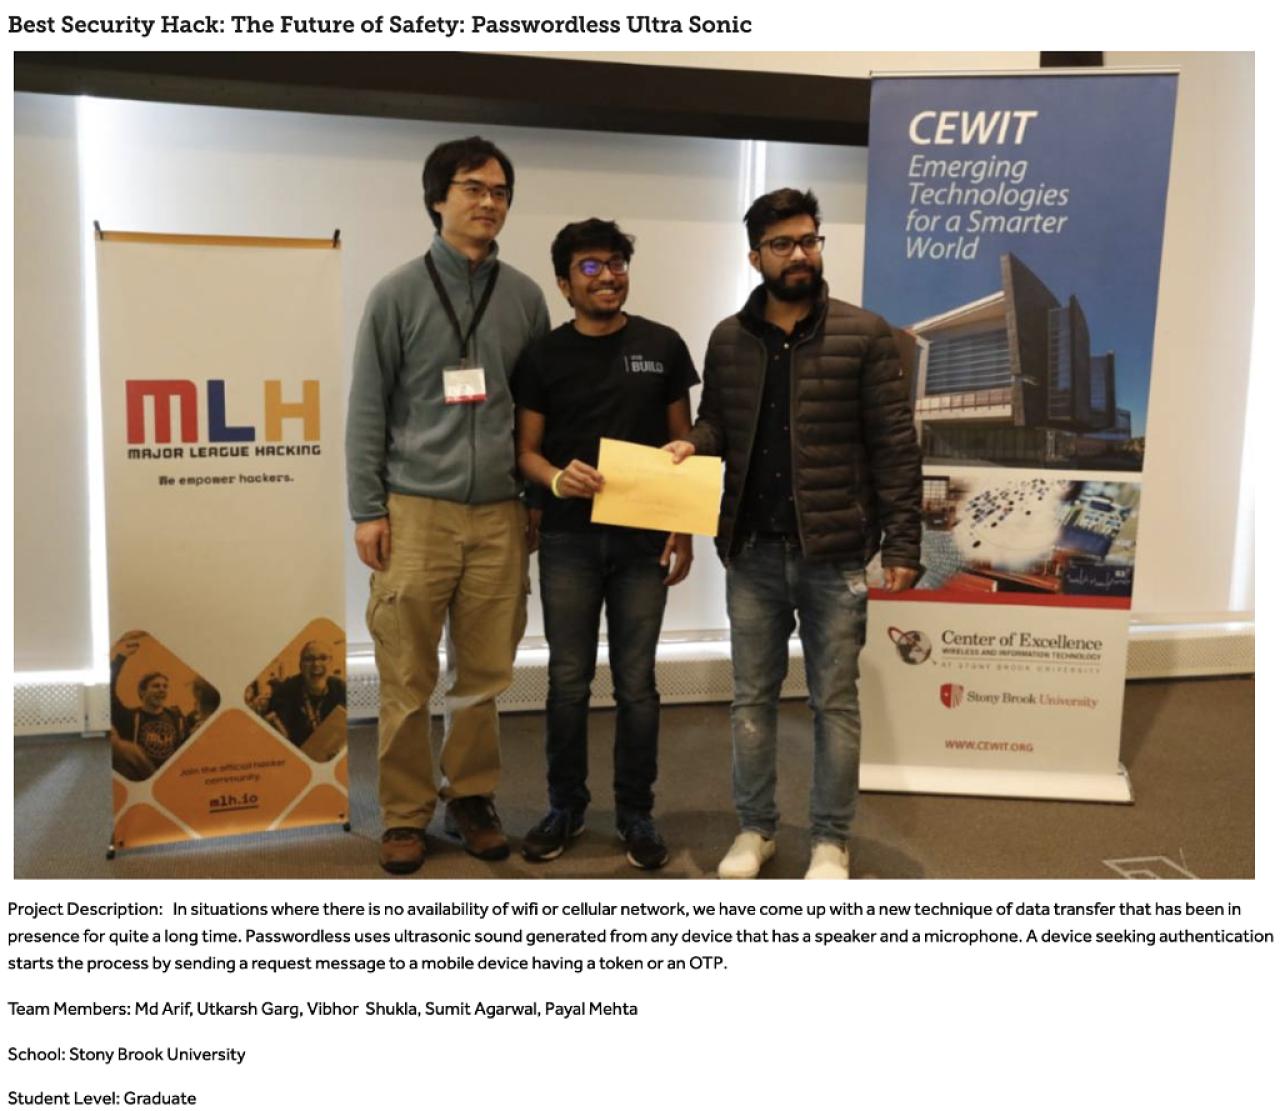 Best Security Hack: The Future of Safety: Passwordless Ultra Sonic
CEWIT
Emerging
Technologies
for a Smarter
World
MLH
MAJOR LEAGUE HACKING
We empower hackers.
BUILD
MLH
Join the official hacker
community.
mlh.io
Center of Excellence
WIRELESS AND INFORMATION TECHNOLOGY
AT STONY BROOK UNIVERSITY
Stony Brook University
WWW.CEWIT.ORG
Project Description: In situations where there is no availability of wifi or cellular network, we have come up with a new technique of data transfer that has been in
presence for quite a long time. Passwordless uses ultrasonic sound generated from any device that has a speaker and a microphone. A device seeking authentication
starts the process by sending a request message to a mobile device having a token or an OTP.
Team Members: Md Arif, Utkarsh Garg, Vibhor Shukla, Sumit Agarwal, Payal Mehta
School: Stony Brook University
Student Level: Graduate